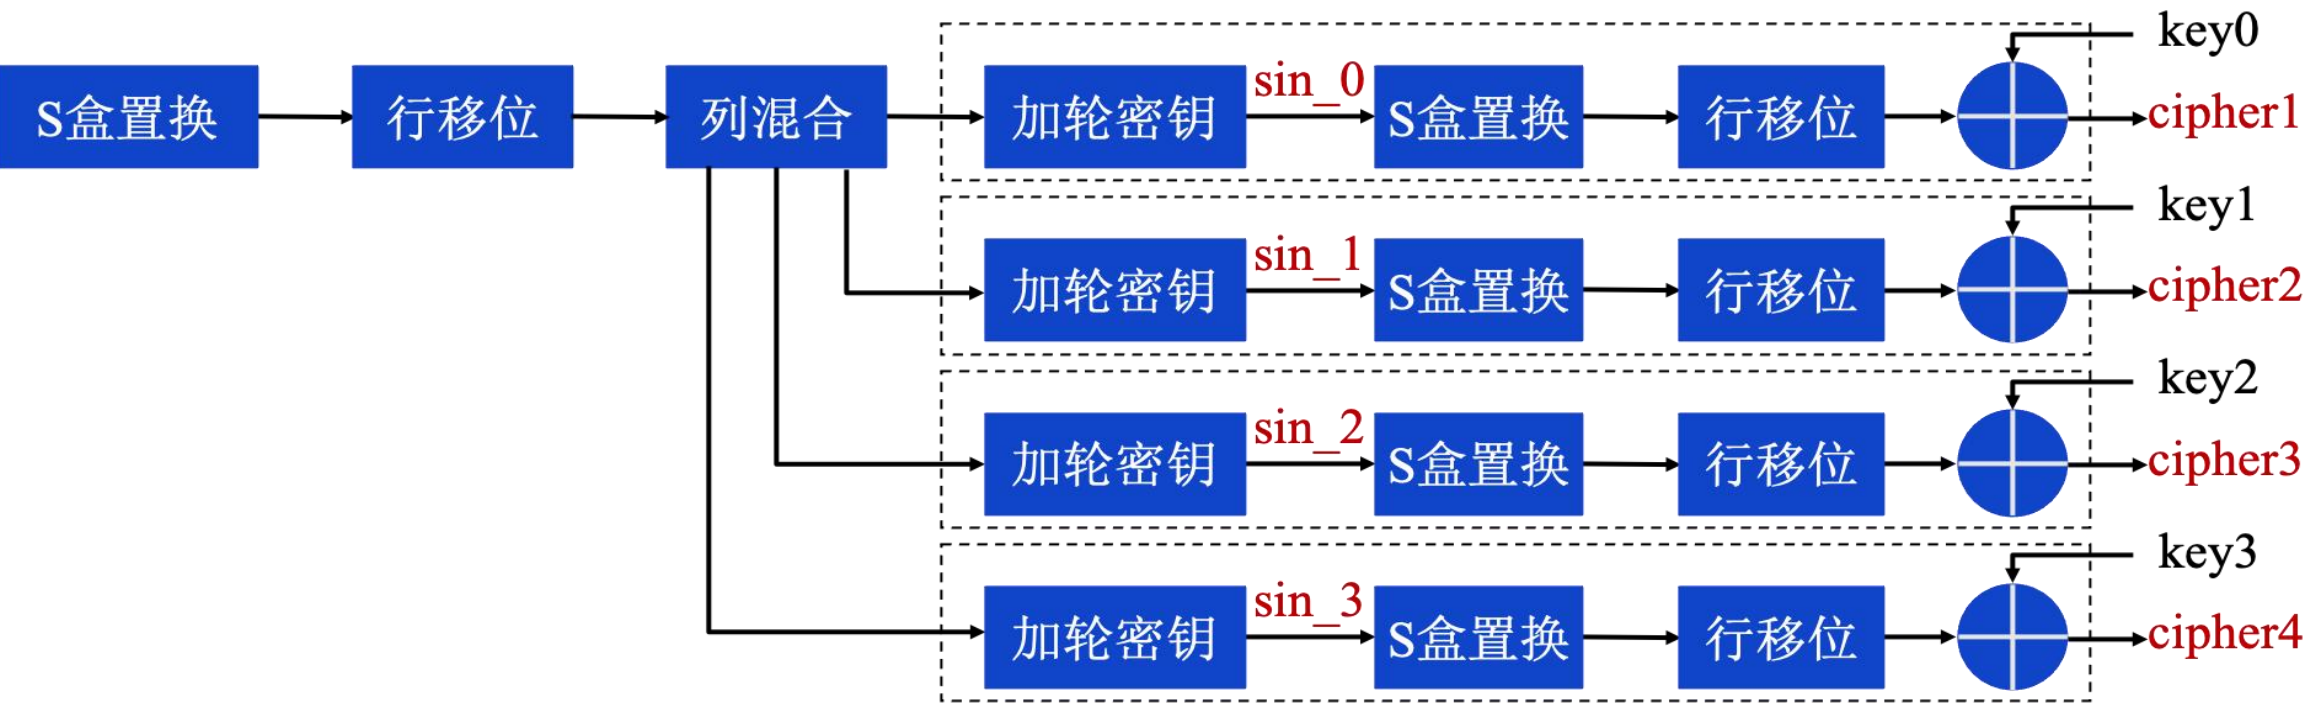 key0
S盒置换 行移位 列混合 加轮密钥 sin_0 S盒置换 行移位 cipher1
key1
加轮密钥 sin_1 S盒置换 行移位 cipher2
key2
加轮密钥 sin_2 S盒置换 行移位 cipher3
key3
加轮密钥 sin_3 S盒置换 行移位 cipher4